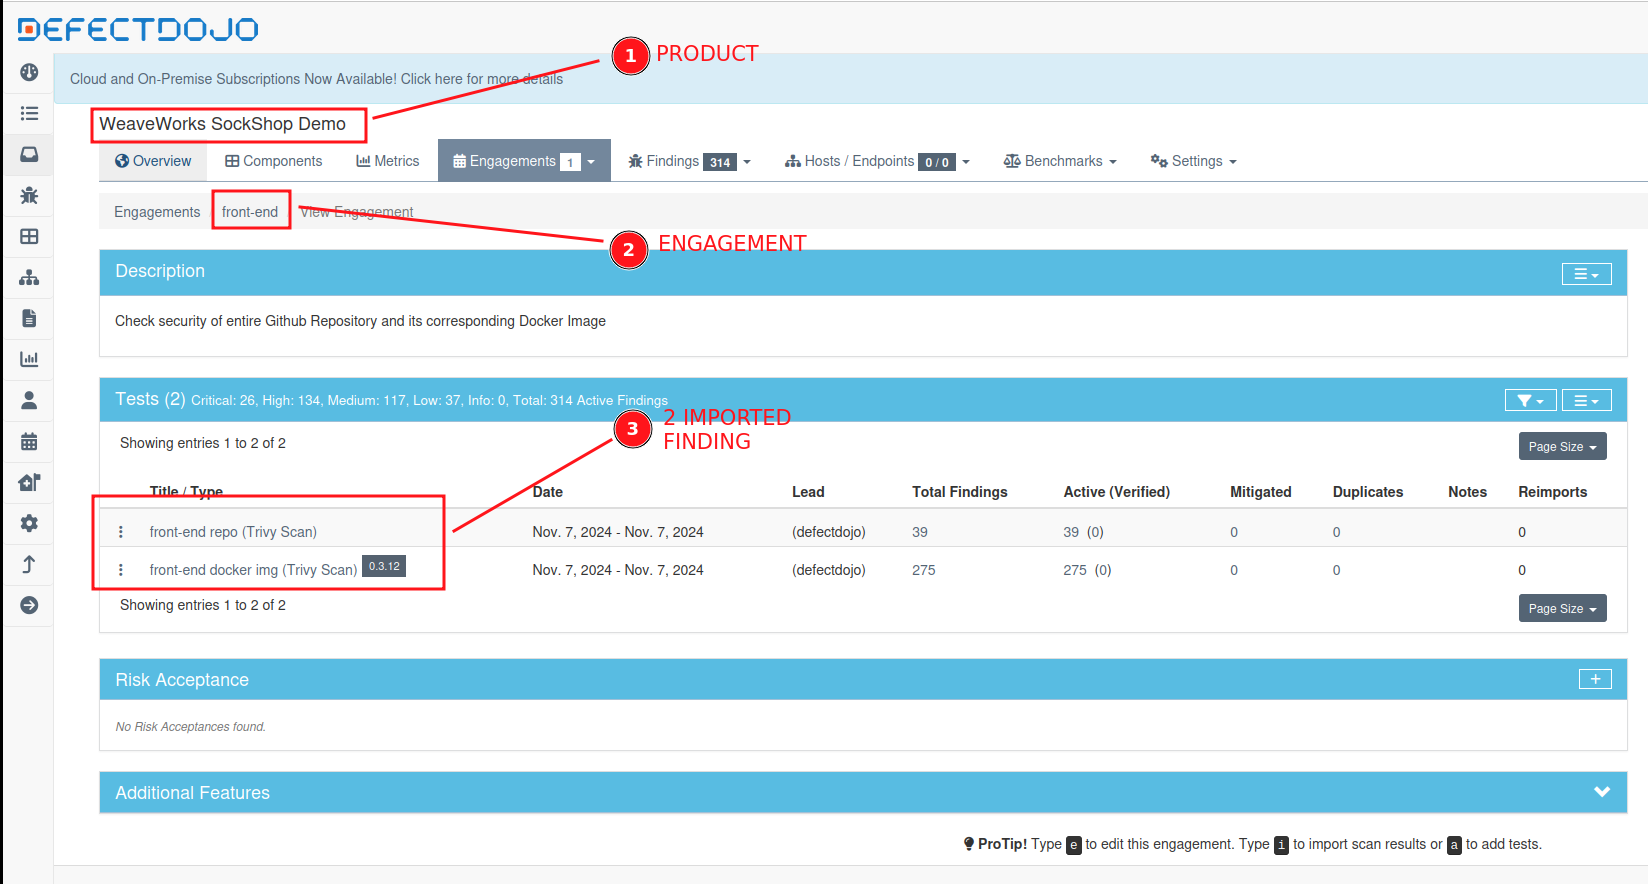 DEFECTDOJO
1 PRODUCT
Cloud and On-Premise Subscriptions Now Available! Click here for more details
WeaveWorks SockShop Demo
Overview Components Metrics Engagements 1 Findings 314 Hosts / Endpoints 0 / 0 Benchmarks Settings
Engagements front-end View Engagement
2 ENGAGEMENT
Description
Check security of entire Github Repository and its corresponding Docker Image
Tests (2) Critical: 26, High: 134, Medium: 117, Low: 37, Info: 0, Total: 314 Active Findings
3 2 IMPORTED
FINDING
Showing entries 1 to 2 of 2 Page Size
Title / Type Date Lead Total Findings Active (Verified) Mitigated Duplicates Notes Reimports
front-end repo (Trivy Scan) Nov. 7, 2024 - Nov. 7, 2024 (defectdojo) 39 39 (0) 0 0 0
front-end docker img (Trivy Scan) 0.3.12 Nov. 7, 2024 - Nov. 7, 2024 (defectdojo) 275 275 (0) 0 0 0
Showing entries 1 to 2 of 2 Page Size
Risk Acceptance +
No Risk Acceptances found.
Additional Features
ProTip! Type e to edit this engagement. Type i to import scan results or a to add tests.